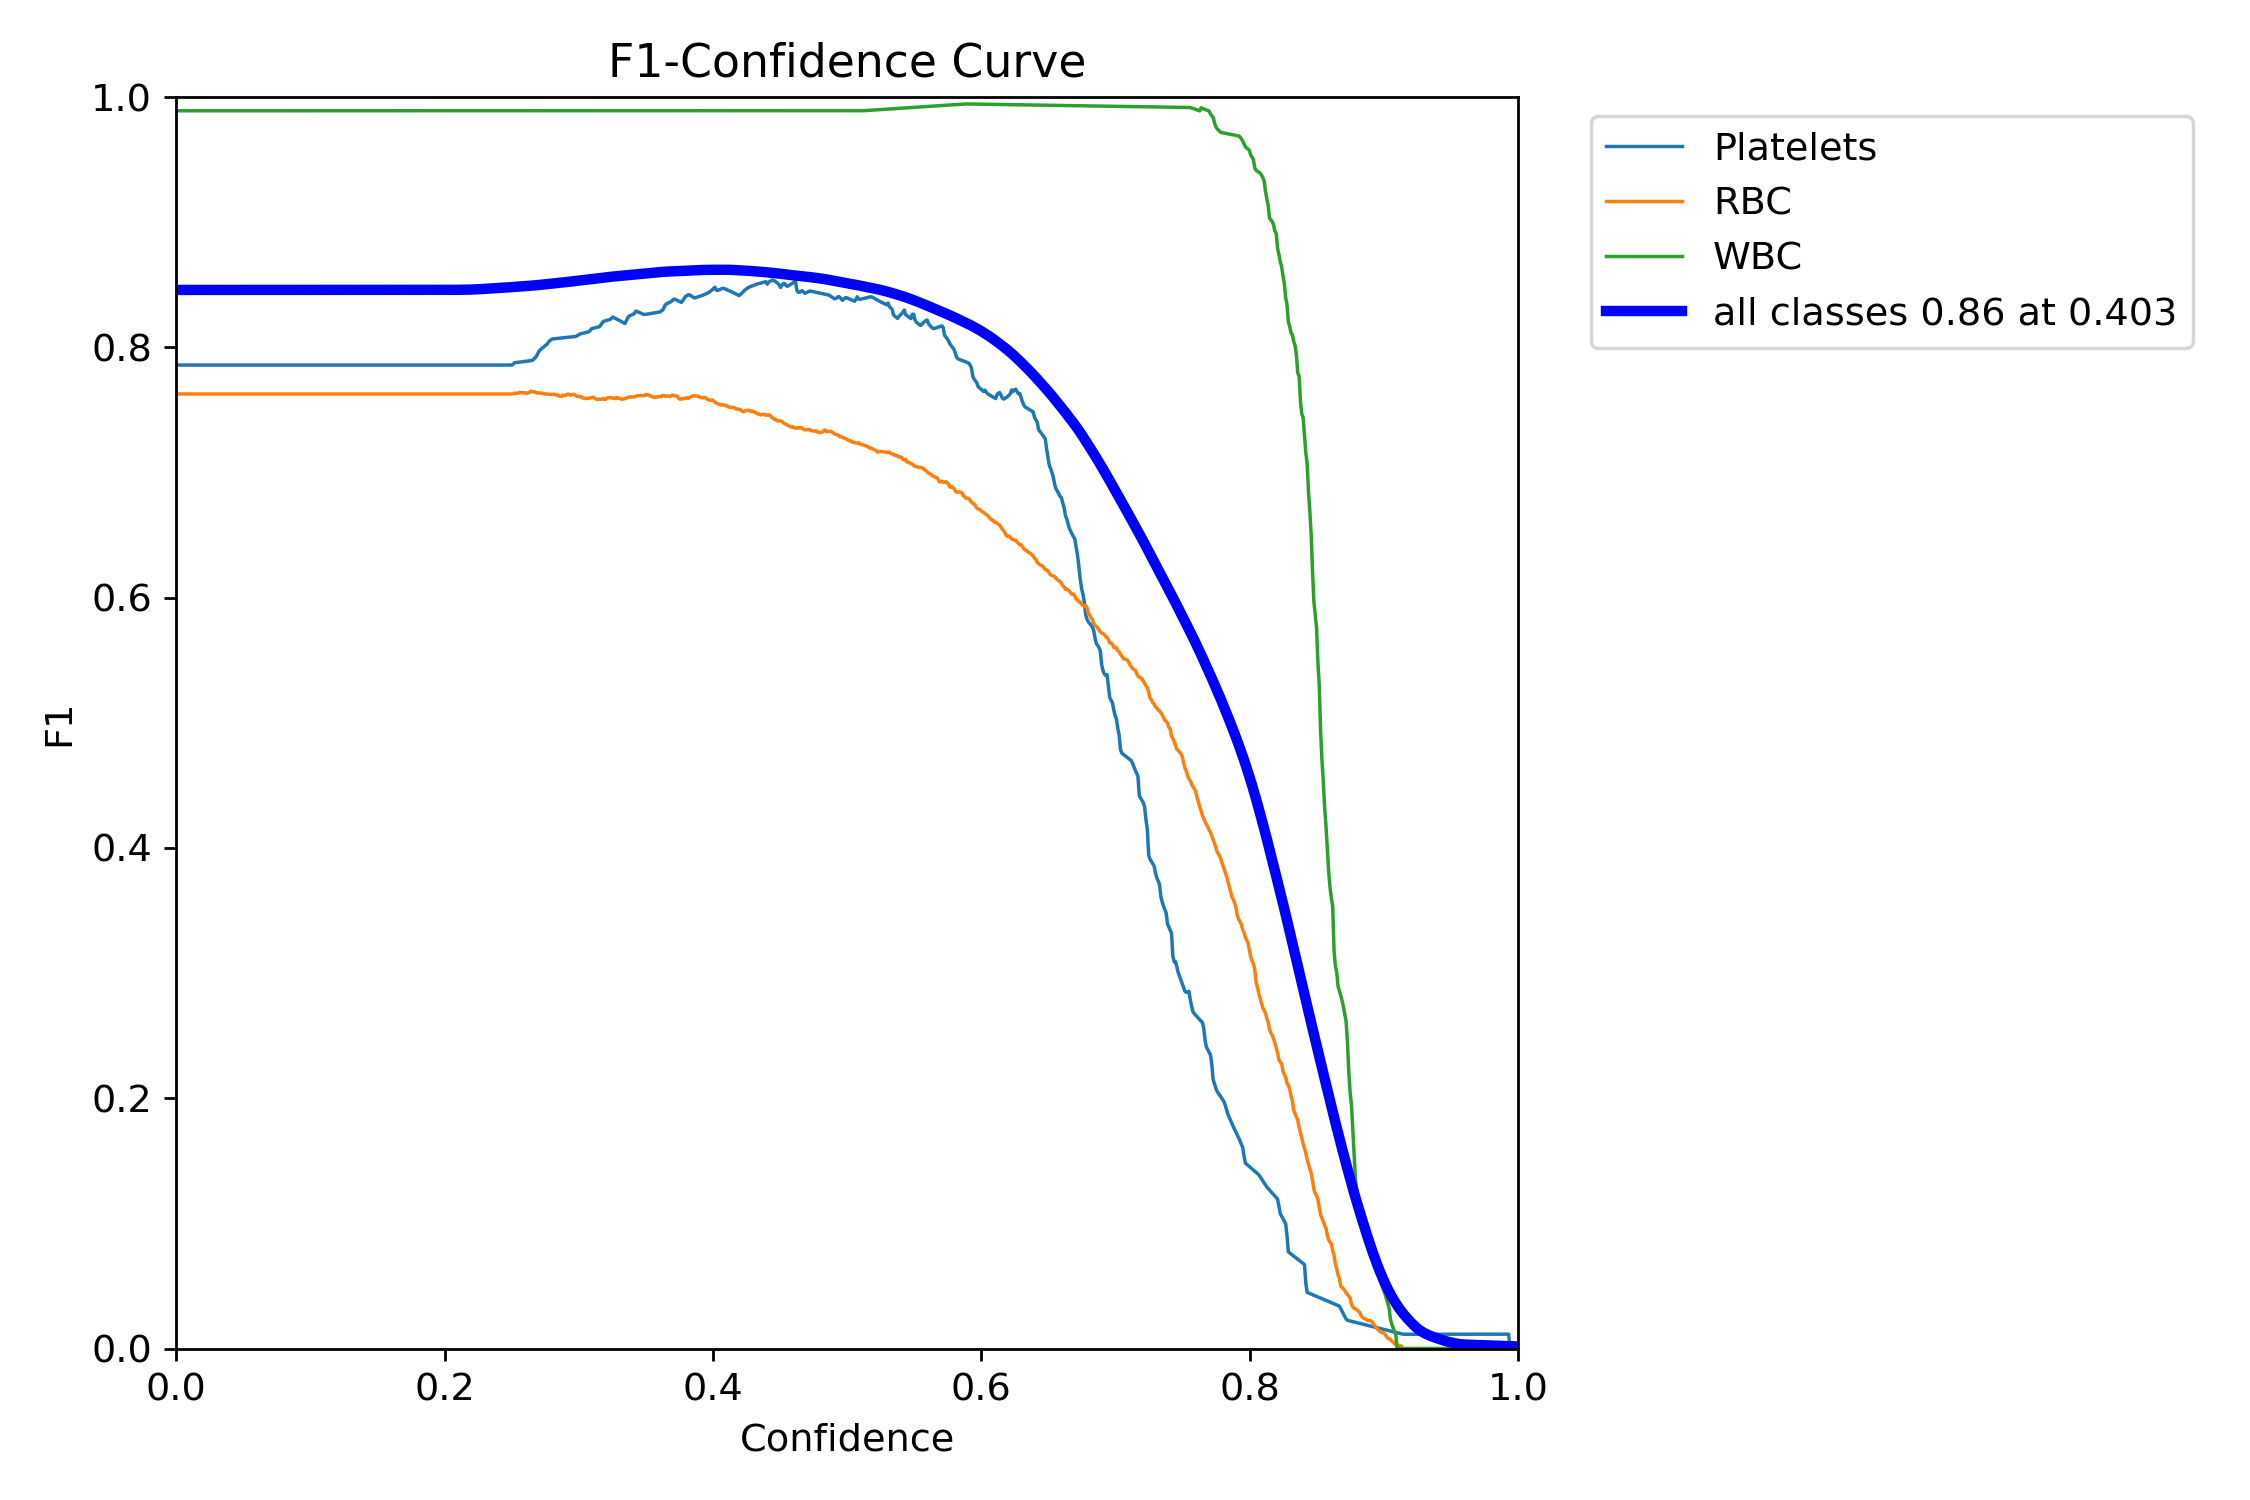 F1-Confidence Curve
1.0
0.8
0.6
0.4
0.2
0.0
F1
0.0 0.2 0.4 0.6 0.8 1.0
Confidence
Platelets
RBC
WBC
all classes 0.86 at 0.403